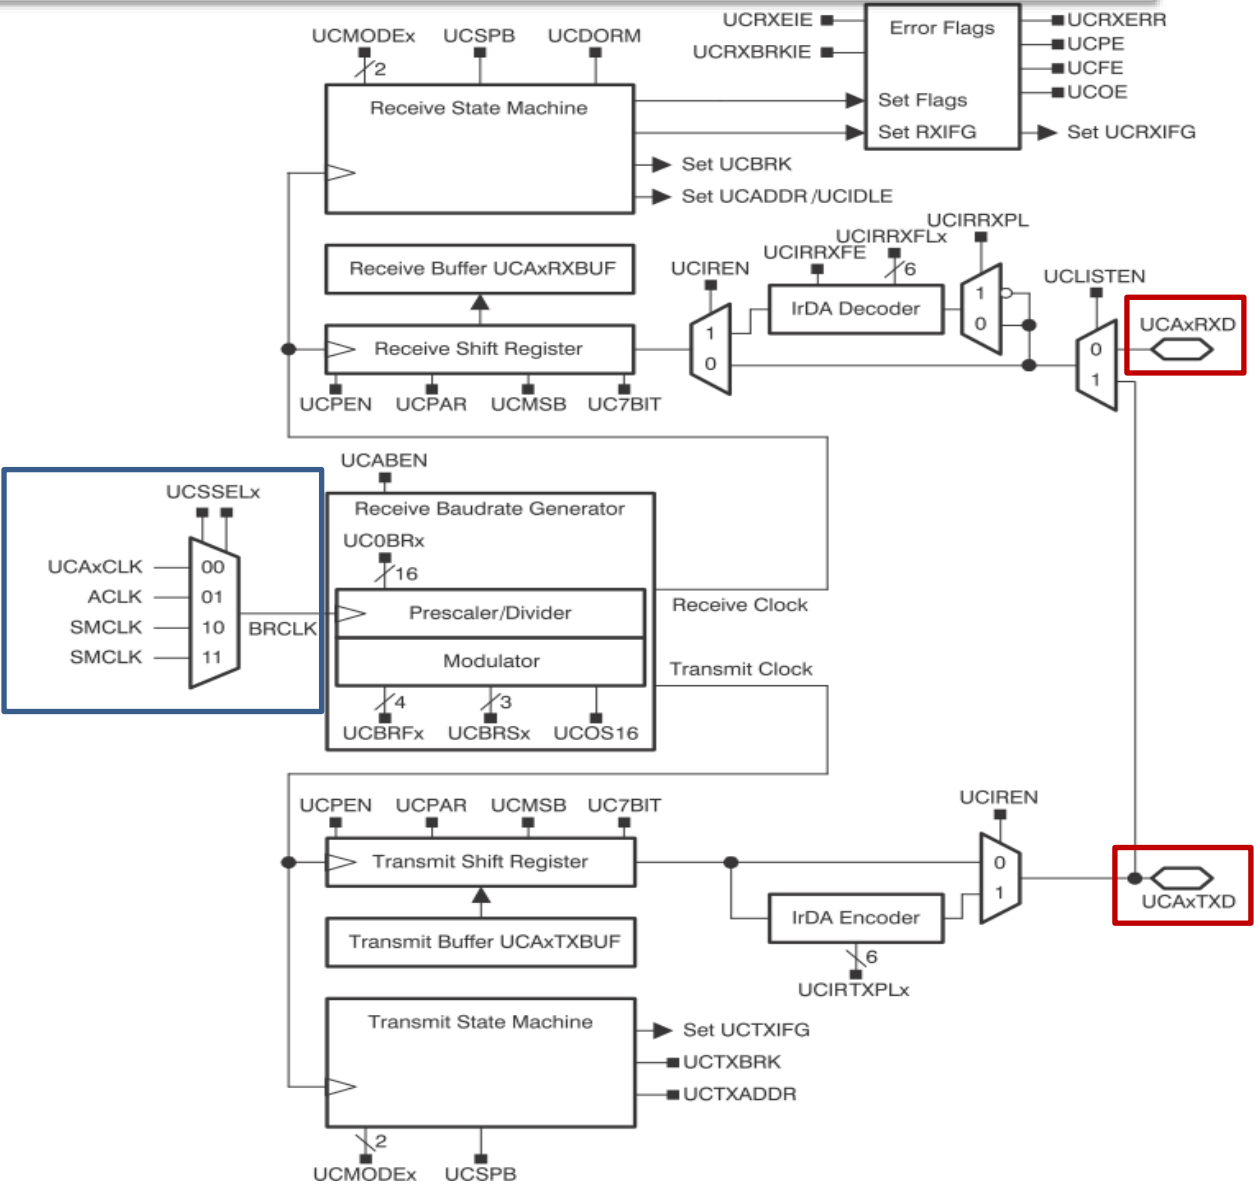 UCRXEIE
Error Flags
UCRXERR
UCMODEx
UCSPB
UCDORM
UCRXBRKIE
UCPE
UCFE
2
UCOE
Receive State Machine
Set Flags
Set RXIFG
Set UCRXIFG
Set UCBRK
Set UCADDR /UCIDLE
UCIRRXPL
UCIRRXFLx
UCIRRXFE
6
Receive Buffer UCAxRXBUF
UCIREN
UCLISTEN
1
IrDA Decoder
0
UCAxRXD
1
0
Receive Shift Register
0
1
UCPEN
UCPAR
UCMSB
UC7BIT
UCABEN
UCSSELx
Receive Baudrate Generator
UC0BRx
16
UCAxCLK
00
ACLK
01
Prescaler/Divider
Receive Clock
SMCLK
10
BRCLK
SMCLK
11
Modulator
Transmit Clock
4
3
UCBRFx
UCBRSx
UCOS16
UCPEN
UCPAR
UCMSB
UC7BIT
UCIREN
Transmit Shift Register
0
1
UCAxTXD
IrDA Encoder
Transmit Buffer UCAxTXBUF
6
UCIRTXPLx
Transmit State Machine
Set UCTXIFG
UCTXBRK
UCTXADDR
2
UCMODEx
UCSPB